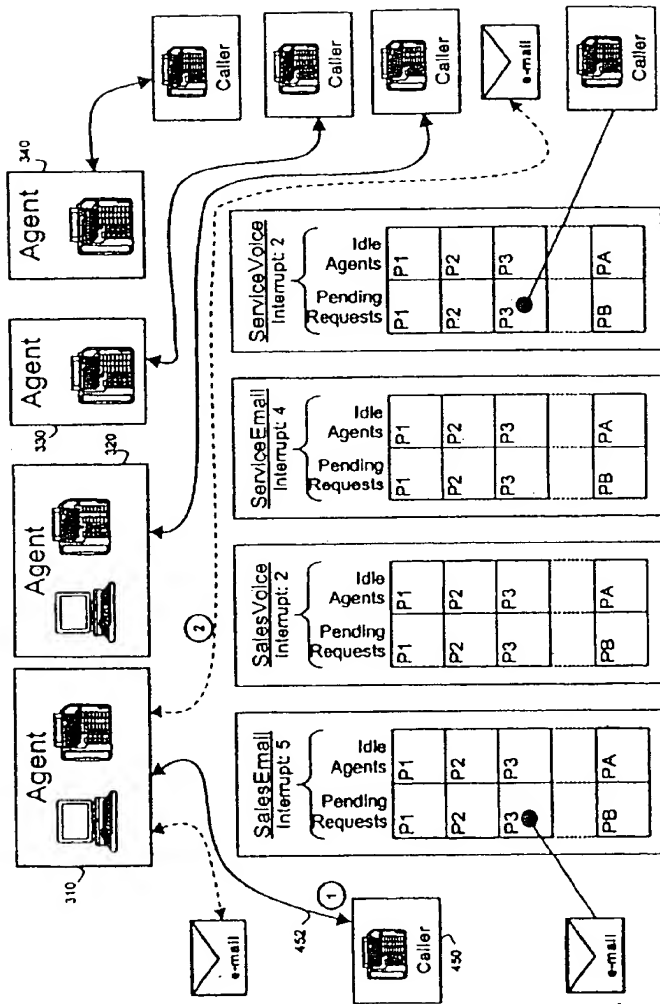 310
Agent
320
Agent
330
Agent
340
Agent
e-mail
452
1
2
Caller
450
Caller
Caller
Caller
e-mail
Caller
e-mail
SalesEmail
Interrupt: 5
Pending Requests
Idle Agents
P1 P1
P2 P2
P3 P3
PB PA
SalesVoice
Interrupt: 2
Pending Requests
Idle Agents
P1 P1
P2 P2
P3 P3
PB PA
ServiceEmail
Interrupt: 4
Pending Requests
Idle Agents
P1 P1
P2 P2
P3 P3
PB PA
ServiceVoice
Interrupt: 2
Pending Requests
Idle Agents
P1 P1
P2 P2
P3 P3
PB PA